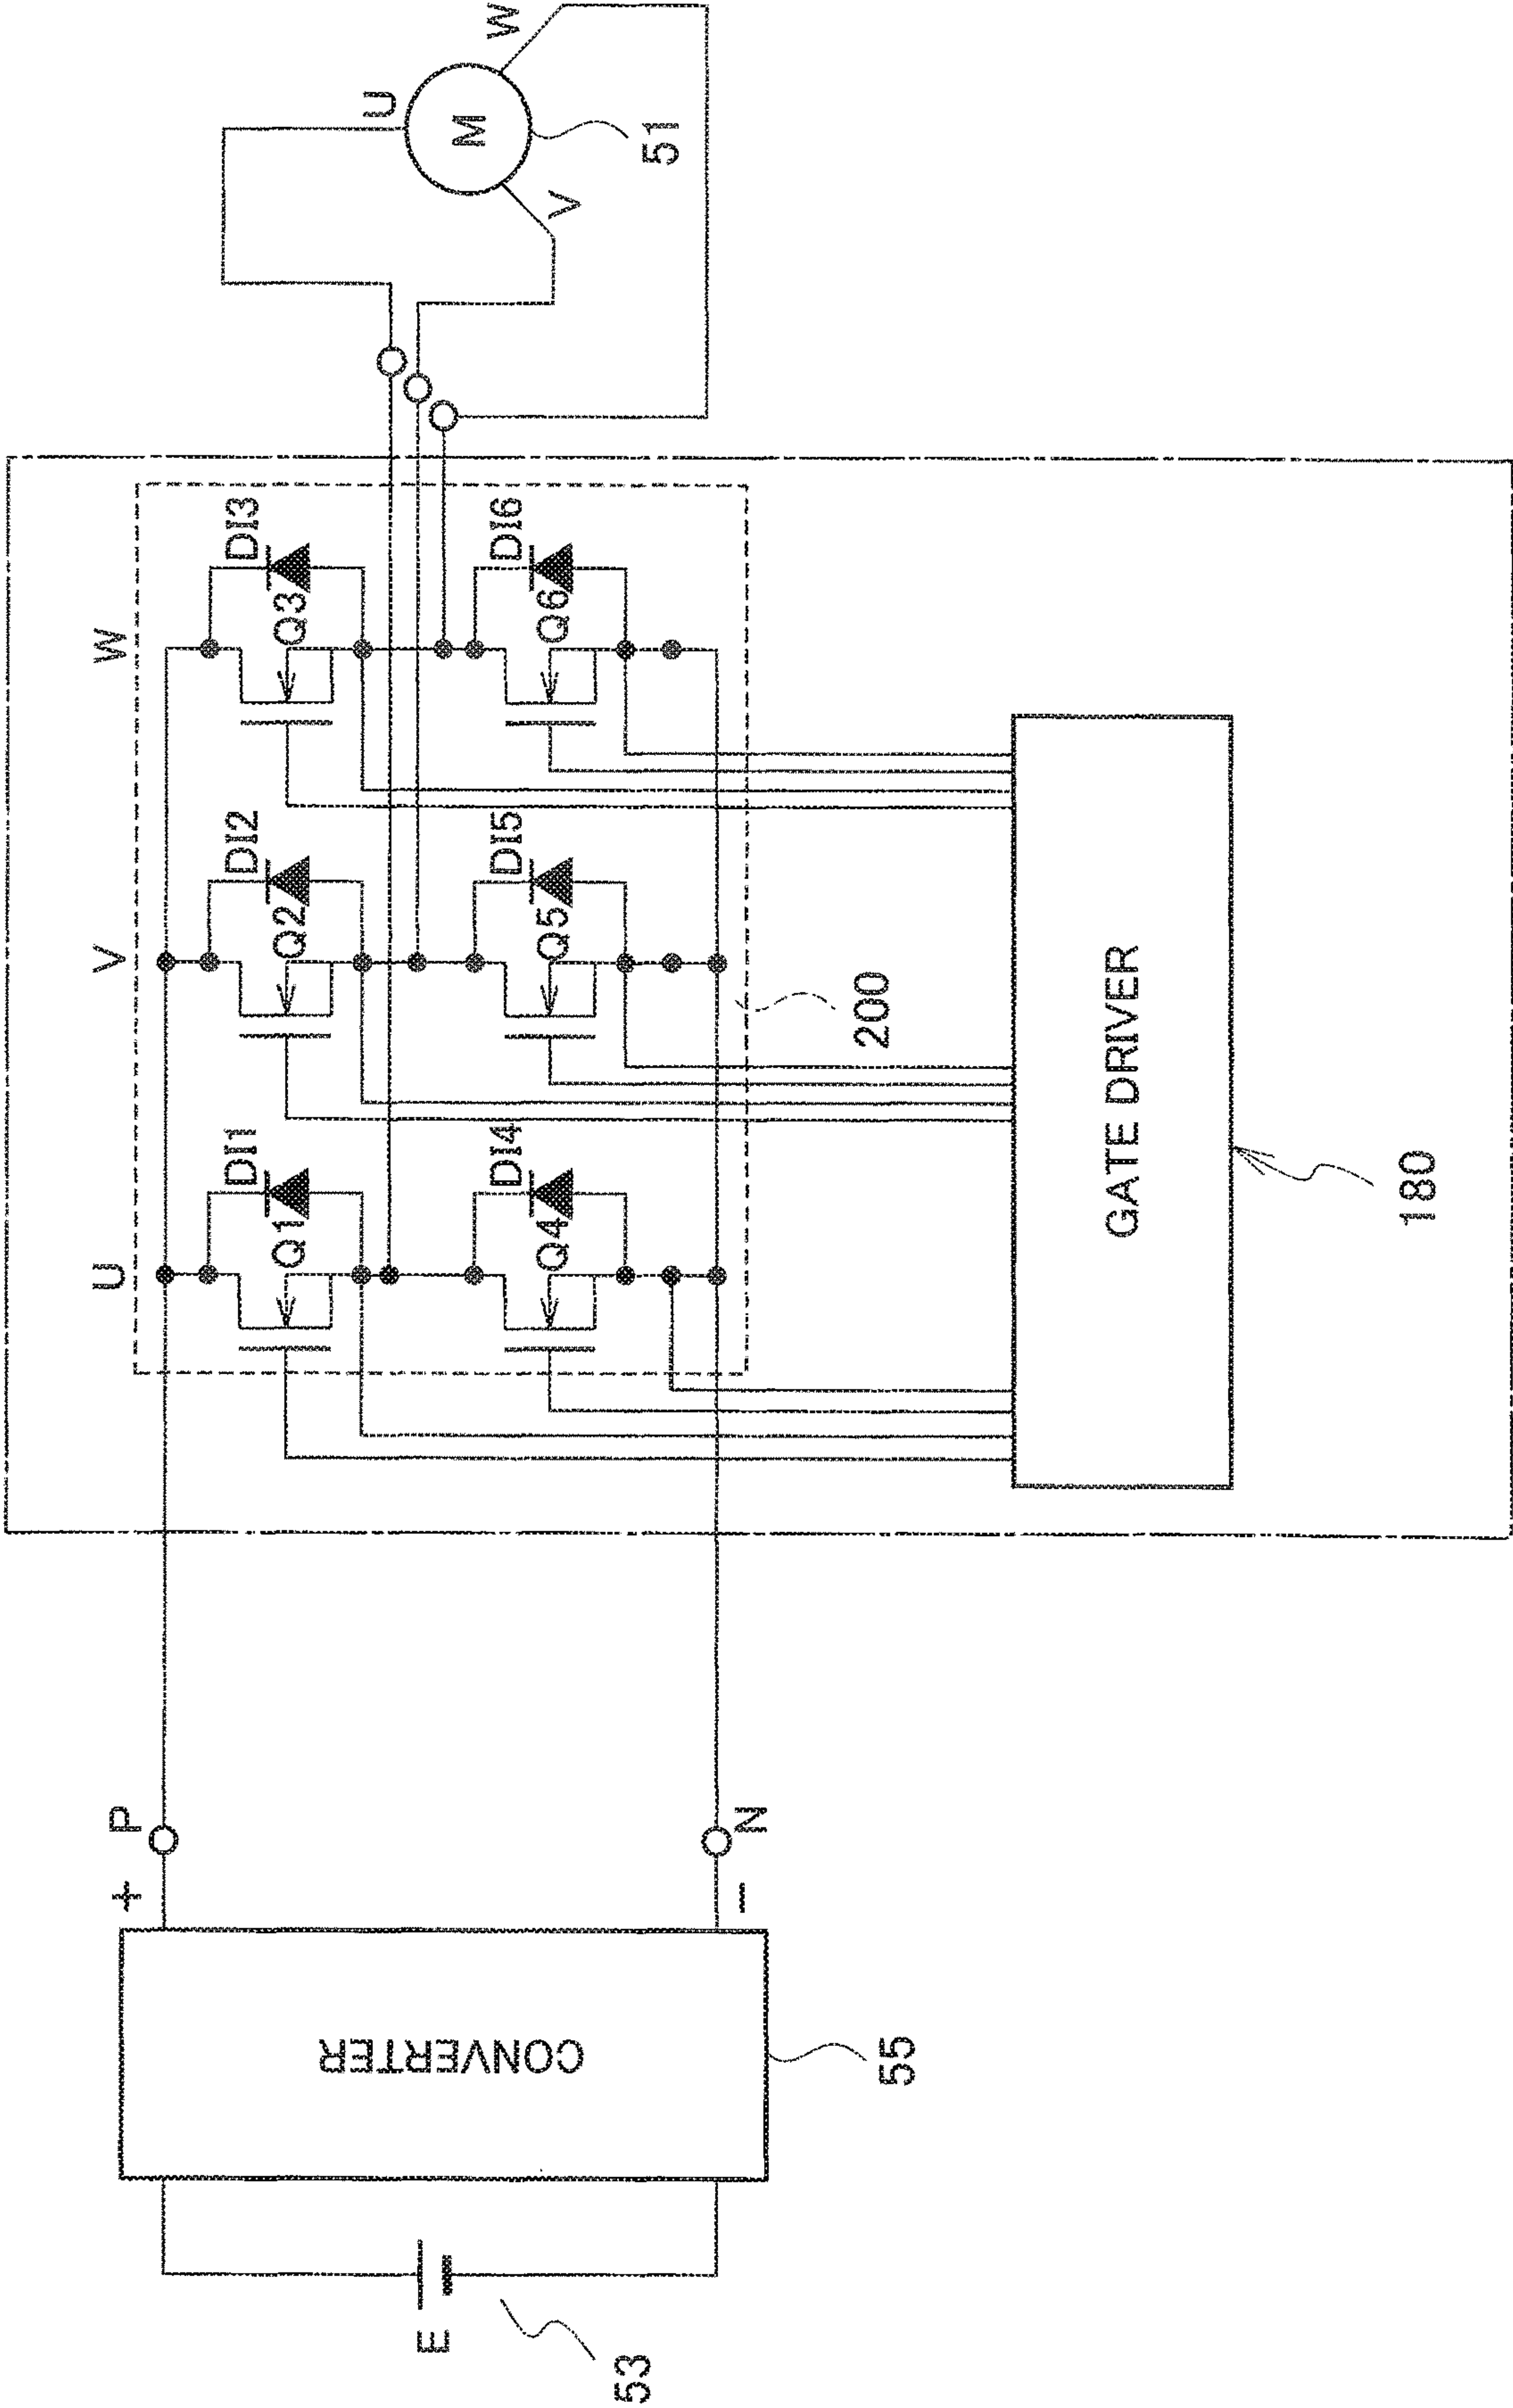 E
53
CONVERTER
55
+
P
−
N
U
V
W
Q1
DI1
Q2
DI2
Q3
DI3
Q4
DI4
Q5
DI5
Q6
DI6
200
GATE DRIVER
180
U
V
W
M
51